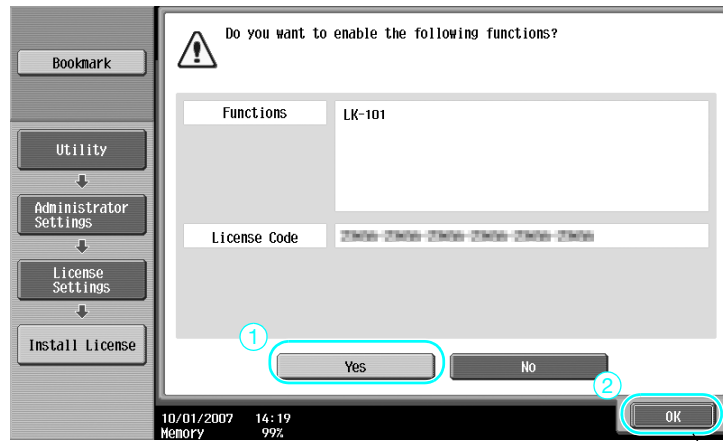 Do you want to enable the following functions?
Bookmark
Functions
LK-101
Utility
Administrator
Settings
License Code
License
Settings
Install License
1
Yes
No
2
OK
10/01/2007 14:19
Memory 99%